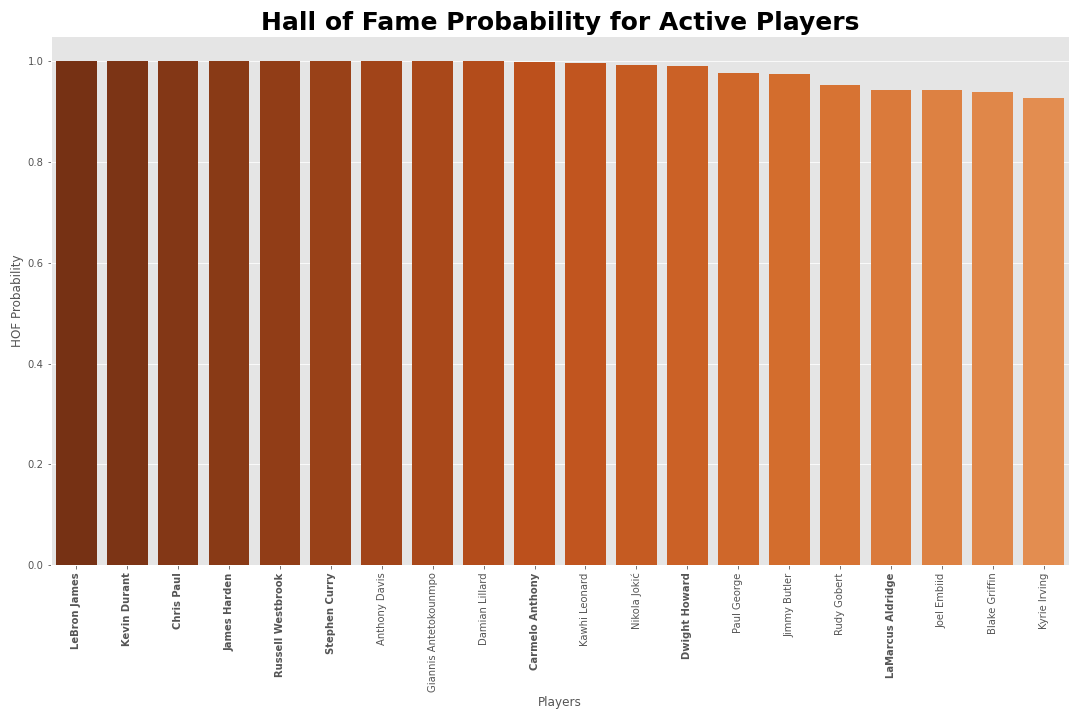 Hall of Fame Probability for Active Players
HOF Probability
1.0
0.8
0.6
0.4
0.2
0.0
LeBron James
Kevin Durant
Chris Paul
James Harden
Russell Westbrook
Stephen Curry
Anthony Davis
Giannis Antetokounmpo
Damian Lillard
Carmelo Anthony
Kawhi Leonard
Nikola Jokić
Dwight Howard
Paul George
Jimmy Butler
Rudy Gobert
LaMarcus Aldridge
Joel Embiid
Blake Griffin
Kyrie Irving
Players